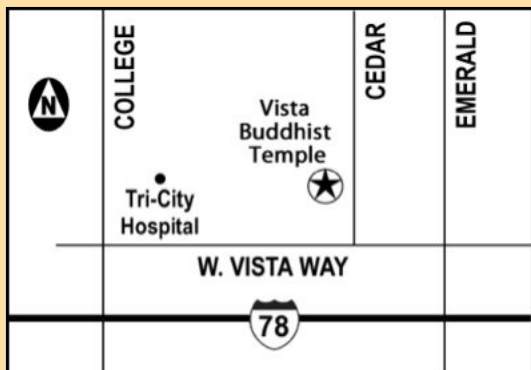 N
COLLEGE
Vista
Buddhist
Temple
CEDAR
EMERALD
Tri-City
Hospital
W. VISTA WAY
78